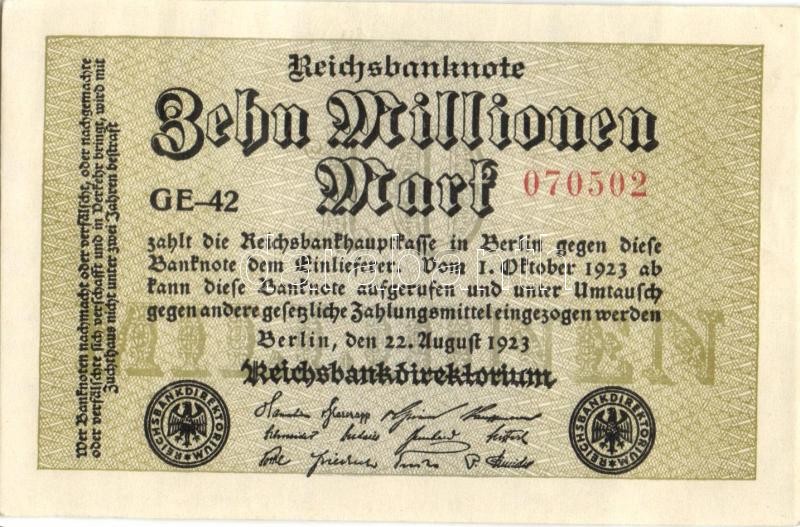 Reichsbanknote
Zehn Millionen
Mark
070502
GE–42
zahlt die Reichsbankhauptkasse in Berlin gegen diese
Banknote dem Einlieferer. Vom 1. Oktober 1923 ab
kann diese Banknote aufgerufen und unter Umtausch
gegen andere gesetzliche Zahlungsmittel eingezogen werden
Berlin, den 22. August 1923
Reichsbankdirektorium
Wer Banknoten nachmacht oder verfälscht, oder nachgemachte
oder verfälschte sich verschafft und in Verkehr bringt, wird mit
Zuchthaus nicht unter zwei Jahren bestraft
REICHSBANKDIREKTORIUM
REICHSBANKDIREKTORIUM